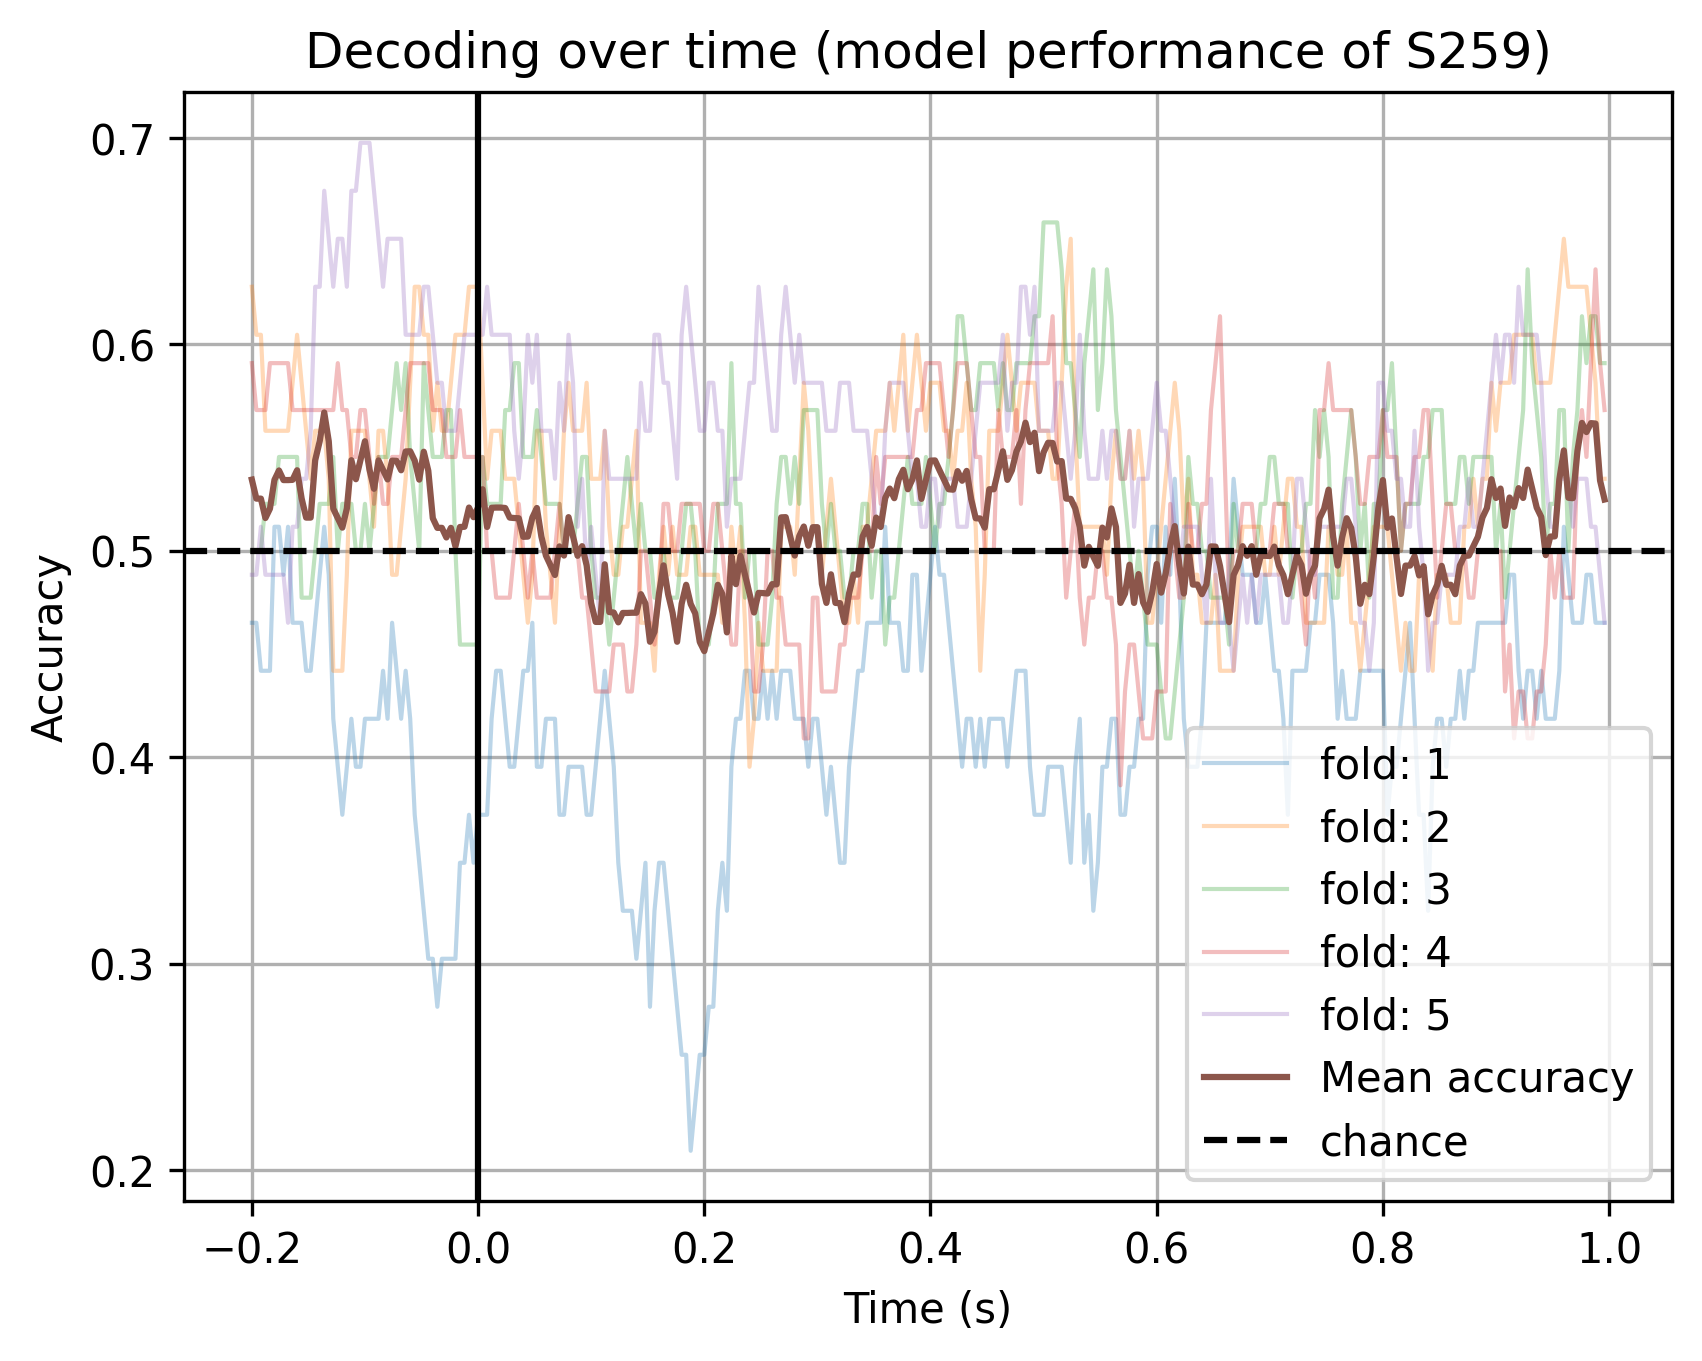 Decoding over time (model performance of S259)
Accuracy
0.7
0.6
0.5
0.4
0.3
0.2
−0.2 0.0 0.2 0.4 0.6 0.8 1.0
Time (s)
fold: 1
fold: 2
fold: 3
fold: 4
fold: 5
Mean accuracy
chance